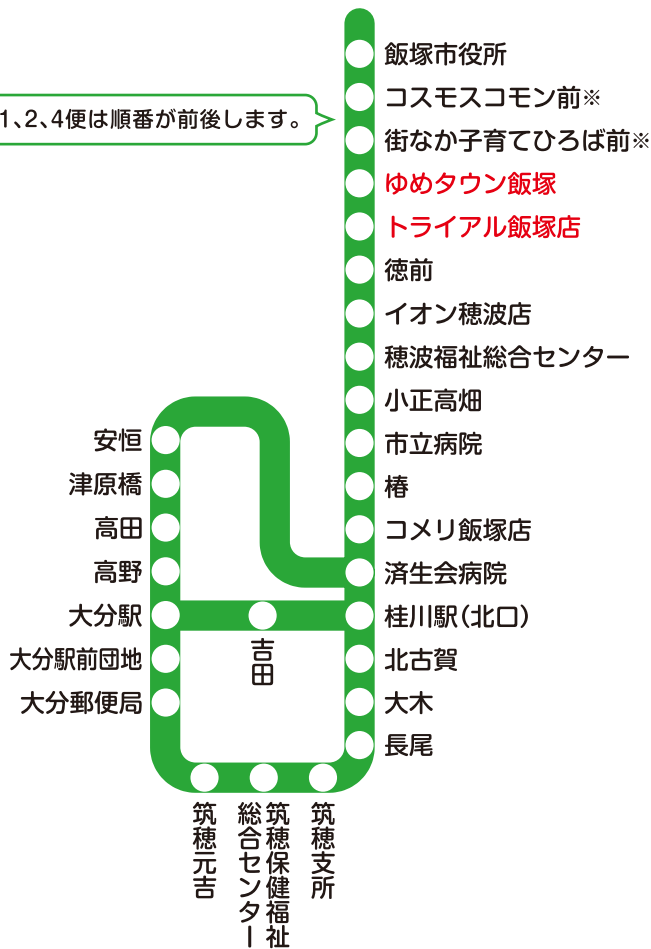 飯塚市役所
コスモスコモン前※
1、2、4便は順番が前後します。
街なか子育てひろば前※
ゆめタウン飯塚
トライアル飯塚店
徳前
イオン穂波店
穂波福祉総合センター
小正高畑
市立病院
椿
コメリ飯塚店
済生会病院
桂川駅(北口)
北古賀
大木
長尾
安恒
津原橋
高田
高野
大分駅
吉田
大分駅前団地
大分郵便局
筑穂元吉
筑穂保健福祉
総合センター
筑穂支所